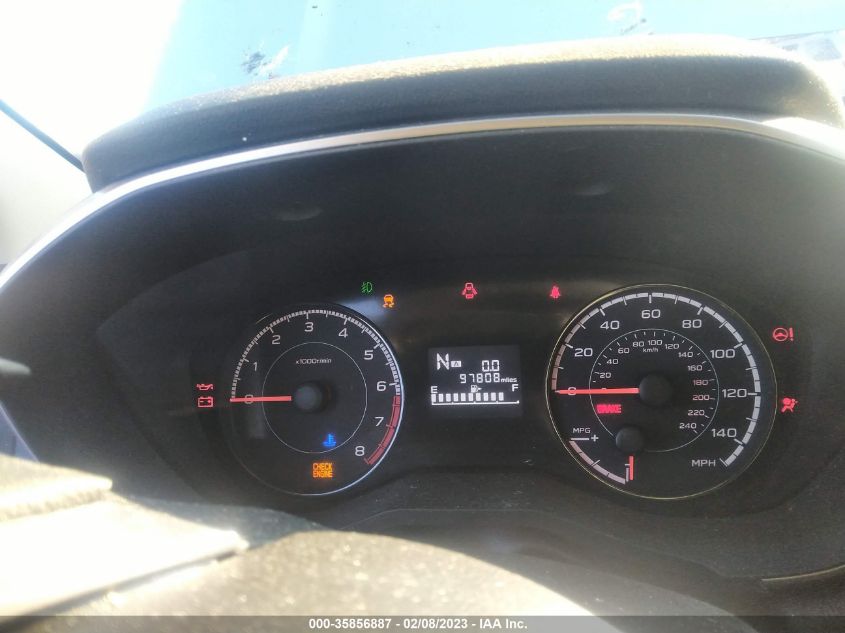 1 2 3 4 5 6 7 8
x1000r/min
CHECK
ENGINE
N A 0.0
97808 miles
E F
0 20 40 60 80 100 120 140
MPH
20 40 60 80 100 120 140 160 180 200 220 240
km/h
BRAKE
MPG
- +
000-35856887 - 02/08/2023 - IAA Inc.